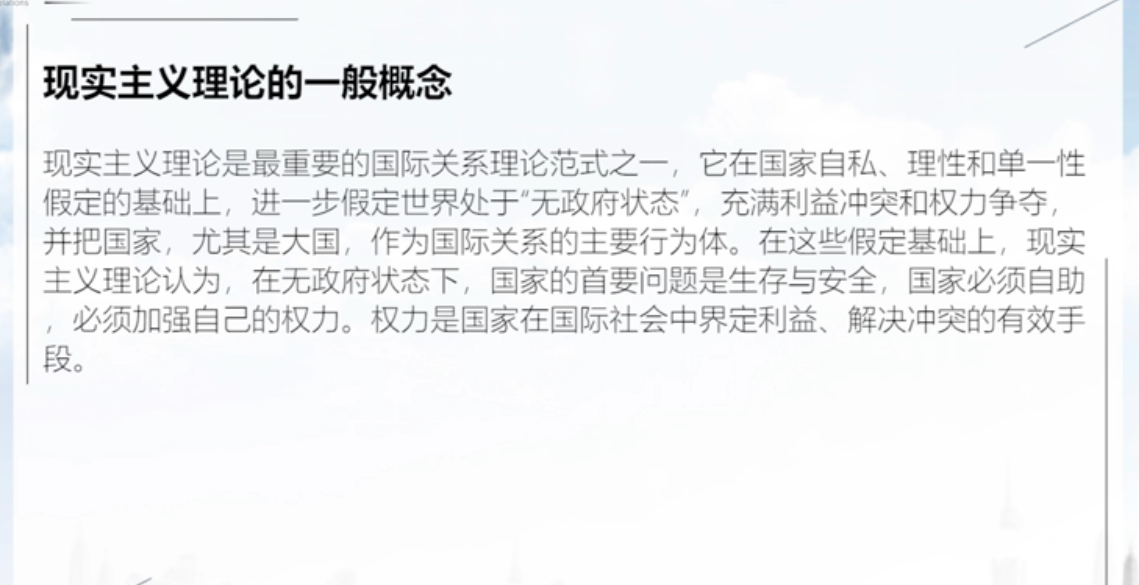 现实主义理论的一般概念
现实主义理论是最重要的国际关系理论范式之一，它在国家自私、理性和单一性
假定的基础上，进一步假定世界处于“无政府状态”，充满利益冲突和权力争夺，
并把国家，尤其是大国，作为国际关系的主要行为体。在这些假定基础上，现实
主义理论认为，在无政府状态下，国家的首要问题是生存与安全，国家必须自助
，必须加强自己的权力。权力是国家在国际社会中界定利益、解决冲突的有效手
段。